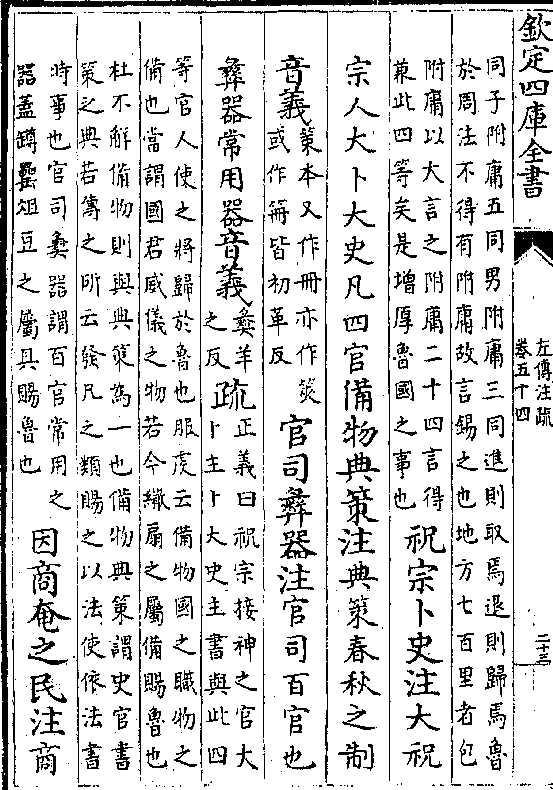 欽定四庫全書
左傳注疏
卷五十四
二十三
同子附庸五同男附庸三同進則取焉退則歸焉魯
於周法不得有附庸故言錫之也地方七百里者包
附庸以大言之附庸二十四言得
兼此四等矣是增厚魯國之事也
祝宗卜史注大祝
宗人大卜大史凡四官備物典策注典策春秋之制
音義
策本又作冊亦作筴
或作籌皆初革反
官司彛器注官司百官也
彛器常用器音義
彛羊
之反
疏
正義曰祝宗接神之官大
卜主卜大史主書與此四
等官人使之將歸於魯也服䖍云備物國之職物之
備也當謂國君威儀之物若今繖扇之屬備賜魯也
杜不解備物則與典策為一也備物典策謂史官書
策之典若傳之所云發凡之類賜之以法使依法書
時事也官司彛器謂百官常用之
器蓋罇罍俎豆之屬具賜魯也
因商奄之民注商